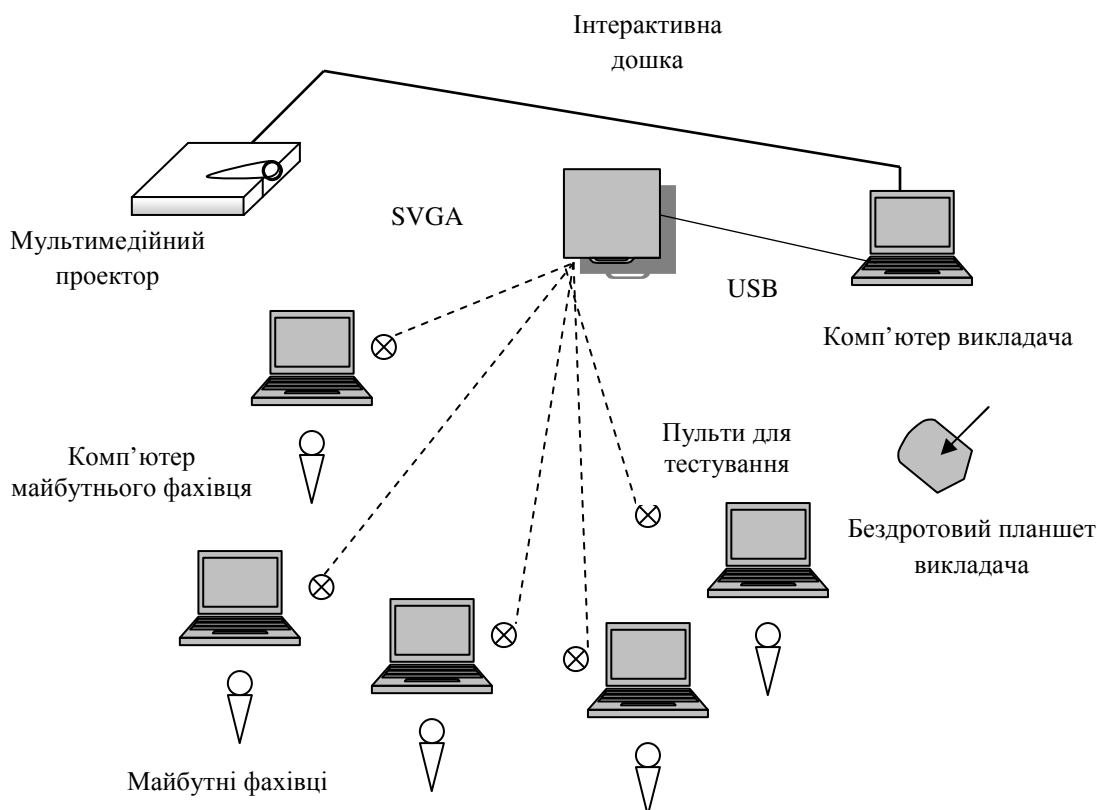 Інтерактивна
дошка
SVGA
Мультимедійний
проектор
USB
Комп’ютер викладача
Пульти для
тестування
Комп’ютер
майбутнього фахівця
Бездротовий планшет
викладача
Майбутні фахівці